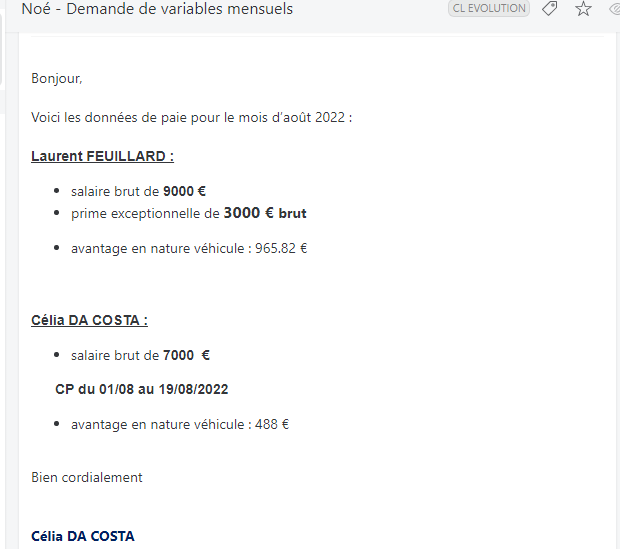 Noé - Demande de variables mensuels
CL EVOLUTION
Bonjour,
Voici les données de paie pour le mois d'août 2022 :
Laurent FEUILLARD :
• salaire brut de 9000 €
• prime exceptionnelle de 3000 € brut
• avantage en nature véhicule : 965.82 €
Célia DA COSTA :
• salaire brut de 7000  €
CP du 01/08 au 19/08/2022
• avantage en nature véhicule : 488 €
Bien cordialement
Célia DA COSTA